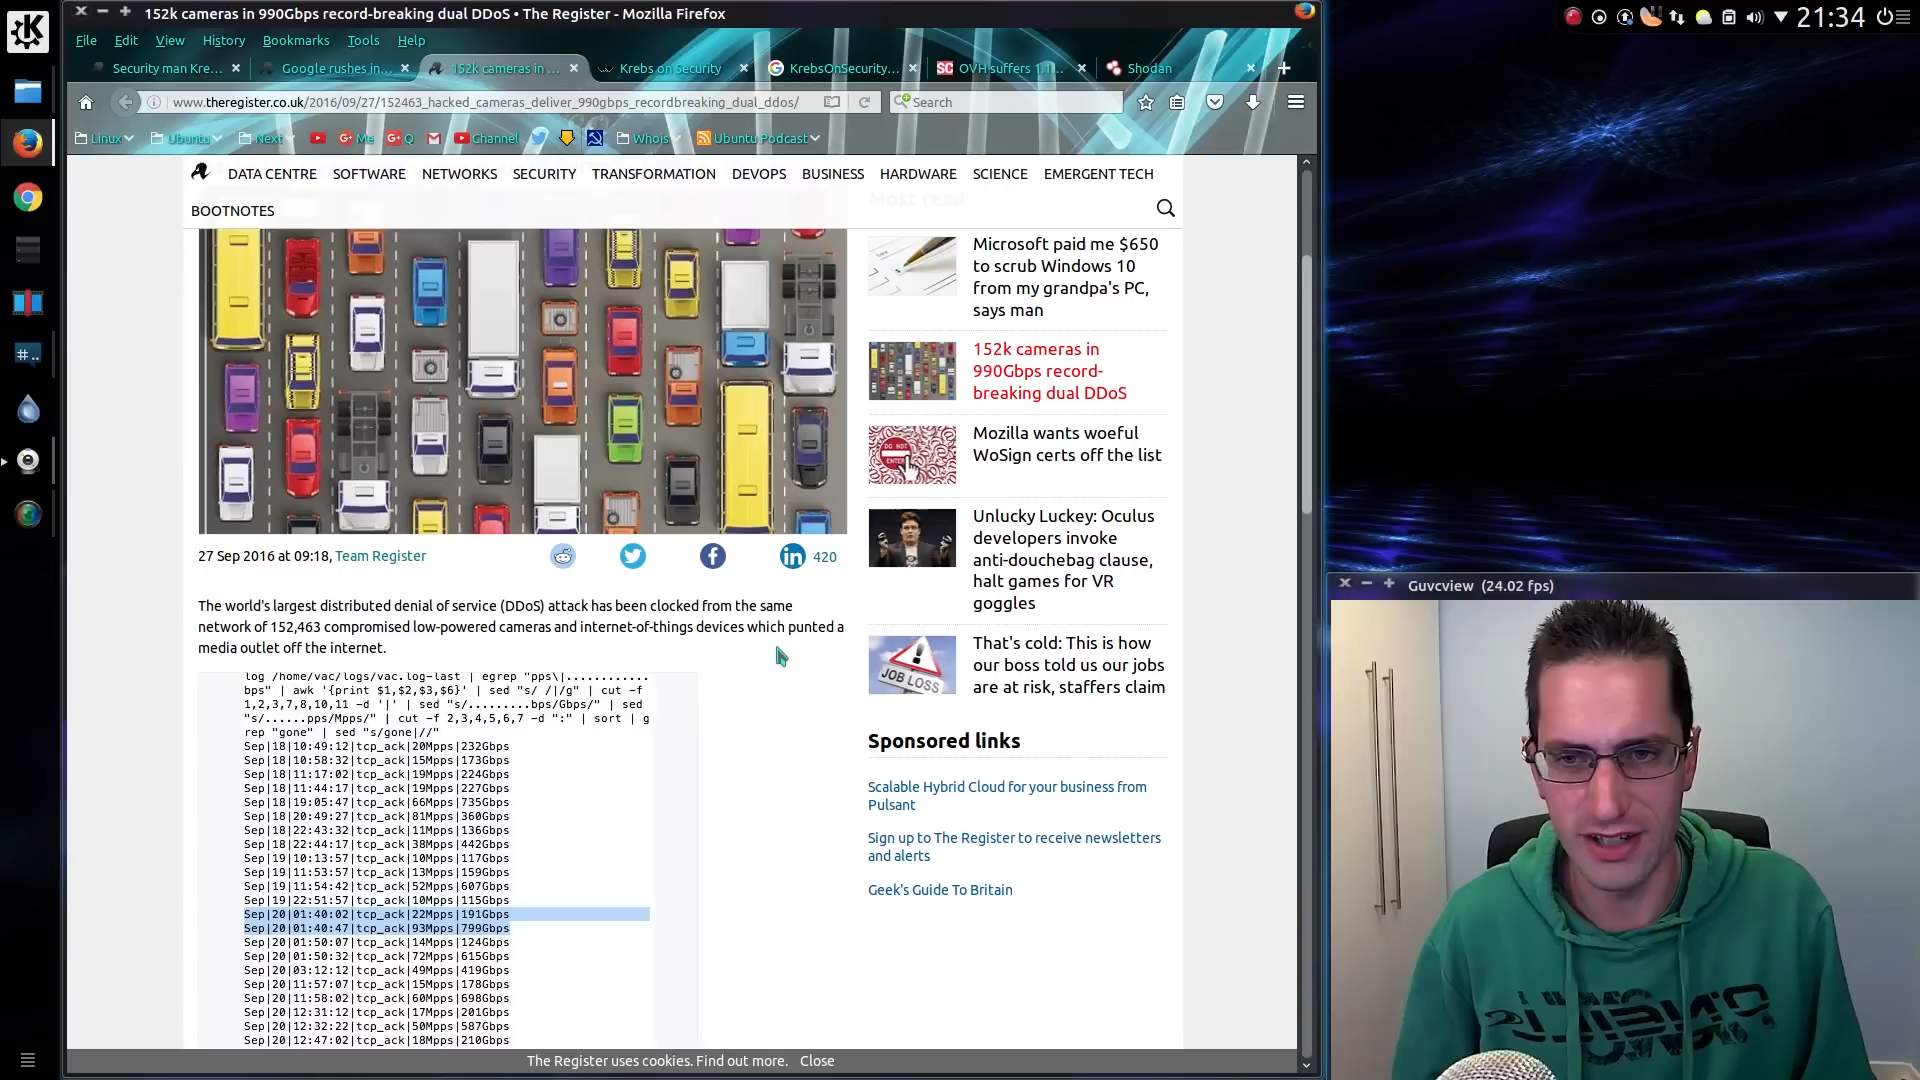 152k cameras in 990Gbps record-breaking dual DDoS • The Register - Mozilla Firefox
21:34
File Edit View History Bookmarks Tools Help
Security man Kre...
Google rushes in...
152k cameras in ...
Krebs on Security
KrebsOnSecurity...
SC OVH suffers 1.1...
Shodan
www.theregister.co.uk/2016/09/27/152463_hacked_cameras_deliver_990gbps_recordbreaking_dual_ddos/
Search
Linux Ubuntu Next Me Q Channel Whois Ubuntu Podcast
DATA CENTRE SOFTWARE NETWORKS SECURITY TRANSFORMATION DEVOPS BUSINESS HARDWARE SCIENCE EMERGENT TECH
BOOTNOTES
Most read
Microsoft paid me $650
to scrub Windows 10
from my grandpa's PC,
says man
152k cameras in
990Gbps record-
breaking dual DDoS
DO NOT
ENTER
Mozilla wants woeful
WoSign certs off the list
Unlucky Luckey: Oculus
developers invoke
anti-douchebag clause,
halt games for VR
goggles
JOB LOSS
That's cold: This is how
our boss told us our jobs
are at risk, staffers claim
Sponsored links
Scalable Hybrid Cloud for your business from
Pulsant
Sign up to The Register to receive newsletters
and alerts
Geek's Guide To Britain
27 Sep 2016 at 09:18, Team Register
in 420
The world's largest distributed denial of service (DDoS) attack has been clocked from the same
network of 152,463 compromised low-powered cameras and internet-of-things devices which punted a
media outlet off the internet.
log /home/vac/logs/vac.log-last | egrep "pps\|............
bps" | awk '{print $1,$2,$3,$6}' | sed "s/ /|/g" | cut -f
1,2,3,7,8,10,11 -d '|' | sed "s/.........bps/Gbps/" | sed
"s/......pps/Mpps/" | cut -f 2,3,4,5,6,7 -d ":" | sort | g
rep "gone" | sed "s/gone|//"
Sep|18|10:49:12|tcp_ack|20Mpps|232Gbps
Sep|18|10:58:32|tcp_ack|15Mpps|173Gbps
Sep|18|11:17:02|tcp_ack|19Mpps|224Gbps
Sep|18|11:44:17|tcp_ack|19Mpps|227Gbps
Sep|18|19:05:47|tcp_ack|66Mpps|735Gbps
Sep|18|20:49:27|tcp_ack|81Mpps|360Gbps
Sep|18|22:43:32|tcp_ack|11Mpps|136Gbps
Sep|18|22:44:17|tcp_ack|38Mpps|442Gbps
Sep|19|10:13:57|tcp_ack|10Mpps|117Gbps
Sep|19|11:53:57|tcp_ack|13Mpps|159Gbps
Sep|19|11:54:42|tcp_ack|52Mpps|607Gbps
Sep|19|22:51:57|tcp_ack|10Mpps|115Gbps
Sep|20|01:40:02|tcp_ack|22Mpps|191Gbps
Sep|20|01:40:47|tcp_ack|93Mpps|799Gbps
Sep|20|01:50:07|tcp_ack|14Mpps|124Gbps
Sep|20|01:50:32|tcp_ack|72Mpps|615Gbps
Sep|20|03:12:12|tcp_ack|49Mpps|419Gbps
Sep|20|11:57:07|tcp_ack|15Mpps|178Gbps
Sep|20|11:58:02|tcp_ack|60Mpps|698Gbps
Sep|20|12:31:12|tcp_ack|17Mpps|201Gbps
Sep|20|12:32:22|tcp_ack|50Mpps|587Gbps
Sep|20|12:47:02|tcp_ack|18Mpps|210Gbps
The Register uses cookies. Find out more. Close
Guvcview (24.02 fps)